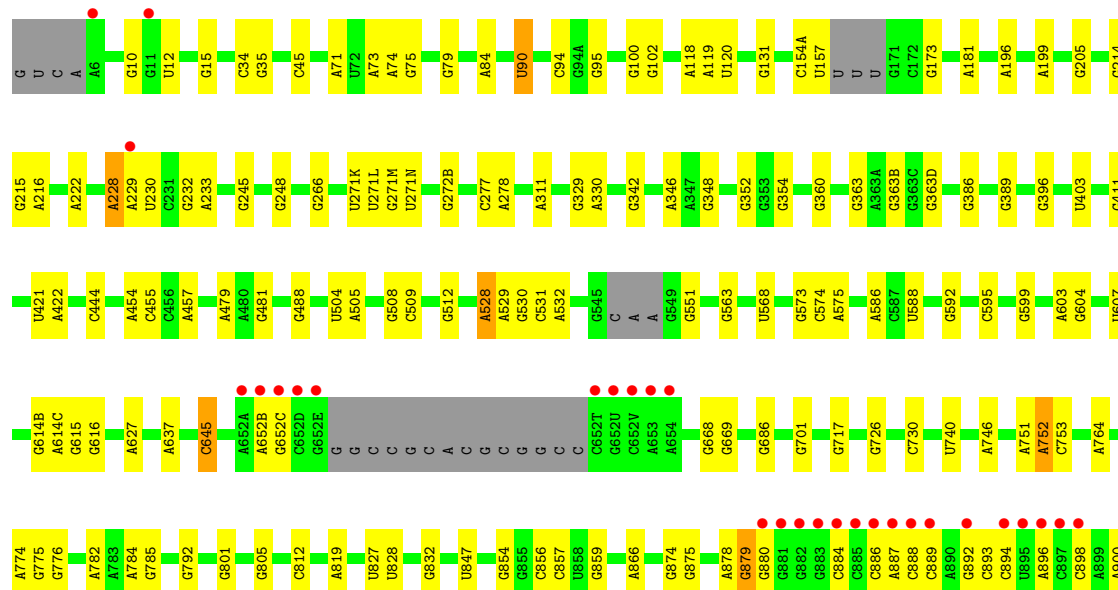 G U C A A6 G10 G11 U12 G15 C34 G35 C45 A71 U72 A73 A74 G75 G79 A84 U90 C94 G94A G95 G100 G102 A118 A119 U120 G131 C154A U157 U U U G171 C172 G173 A181 A196 A199 G205 G214
G215 A216 A222 A228 A229 U230 C231 G232 A233 G245 G248 G266 U271K U271L G271M U271N G272B C277 A278 A311 G329 A330 G342 A346 A347 G348 G352 G353 G354 G360 G363 A363A G363B G363C G363D G386 G389 G396 U403
U421 A422 C444 A454 C455 C456 A457 A479 A480 G481 G488 U504 A505 G508 C509 G512 A528 A529 G530 C531 A532 G545 C A A G549 G551 G563 U568 G573 C574 A575 A586 C587 U588 G592 C595 G599 A603 G604 U607
G614B A614C G615 G616 A627 A637 C645 A652A A652B G652C C652D G652E G G C C G C A C G C G G C C C652T G652U C652V A653 A654 G668 G669 G686 G701 G717 G726 C730 U740 A746 A751 A752 C753 A764
A774 G775 G776 A782 A783 A784 G785 G792 G801 G805 C812 A819 U827 U828 G832 U847 G854 G855 C856 C857 U858 G859 A866 G874 G875 A878 G879 G880 G881 G882 G883 C884 C885 C886 A887 C888 C889 A890 G892 C893 C894 U895 A896 C897 C898 A899 A900